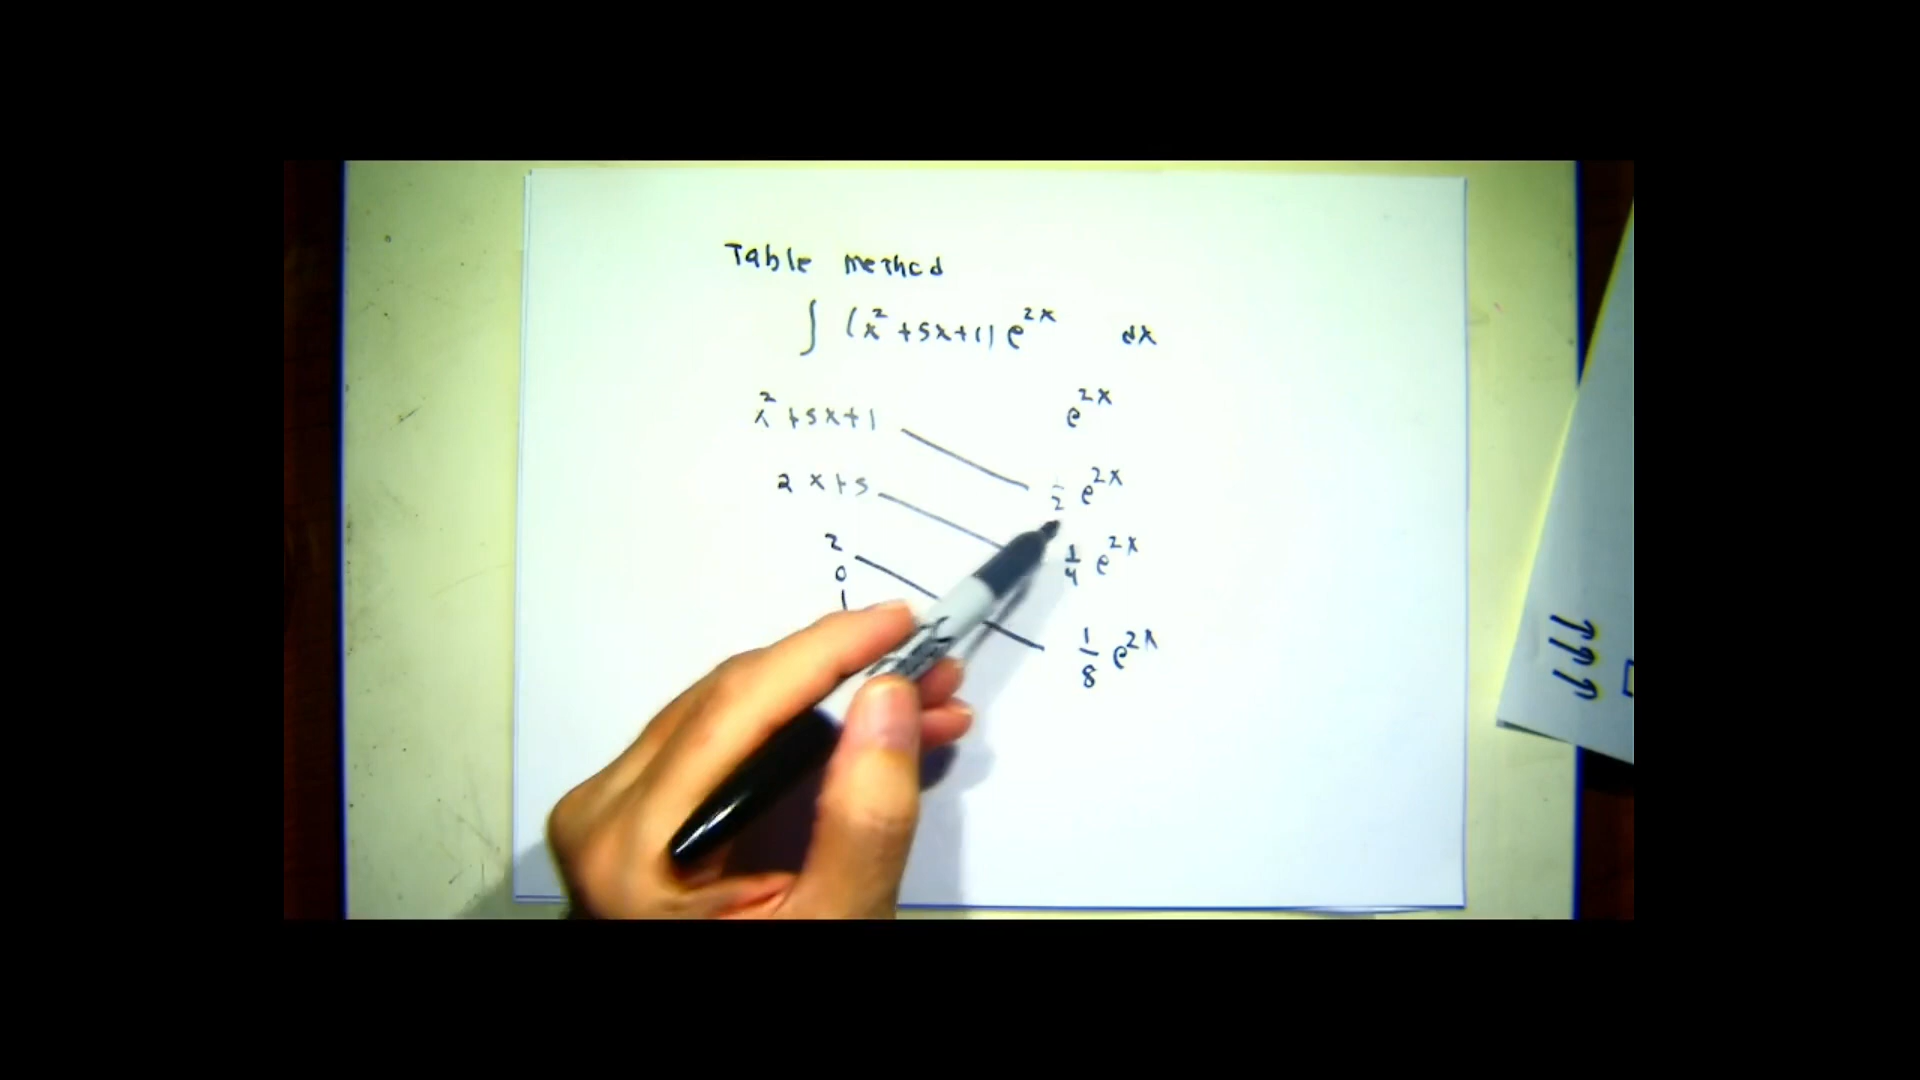 Table method
∫ (x² + 5x + 1) e^{2x} dx
x² + 5x + 1 e^{2x}
2x + 5 1/2 e^{2x}
2 1/4 e^{2x}
0
1/8 e^{2x}